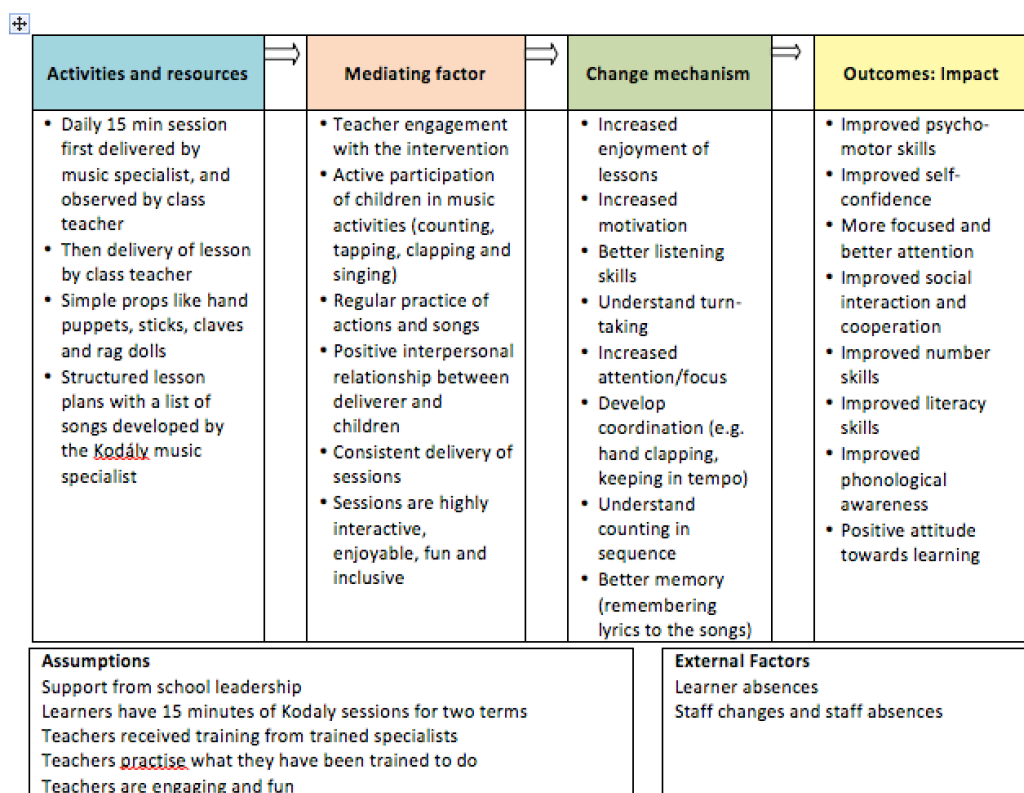 Activities and resources
Daily 15 min session
first delivered by
music specialist, and
observed by class
teacher
Then delivery of lesson
by class teacher
Simple props like hand
puppets, sticks, claves
and rag dolls
Structured lesson
plans with a list of
songs developed by
the Kodály music
specialist
Mediating factor
Teacher engagement
with the intervention
Active participation
of children in music
activities (counting,
tapping, clapping and
singing)
Regular practice of
actions and songs
Positive interpersonal
relationship between
deliverer and
children
Consistent delivery of
sessions
Sessions are highly
interactive,
enjoyable, fun and
inclusive
Change mechanism
Increased
enjoyment of
lessons
Increased
motivation
Better listening
skills
Understand turn-
taking
Increased
attention/focus
Develop
coordination (e.g.
hand clapping,
keeping in tempo)
Understand
counting in
sequence
Better memory
(remembering
lyrics to the songs)
Outcomes: Impact
Improved psycho-
motor skills
Improved self-
confidence
More focused and
better attention
Improved social
interaction and
cooperation
Improved number
skills
Improved literacy
skills
Improved
phonological
awareness
Positive attitude
towards learning
Assumptions
Support from school leadership
Learners have 15 minutes of Kodaly sessions for two terms
Teachers received training from trained specialists
Teachers practise what they have been trained to do
Teachers are engaging and fun
External Factors
Learner absences
Staff changes and staff absences